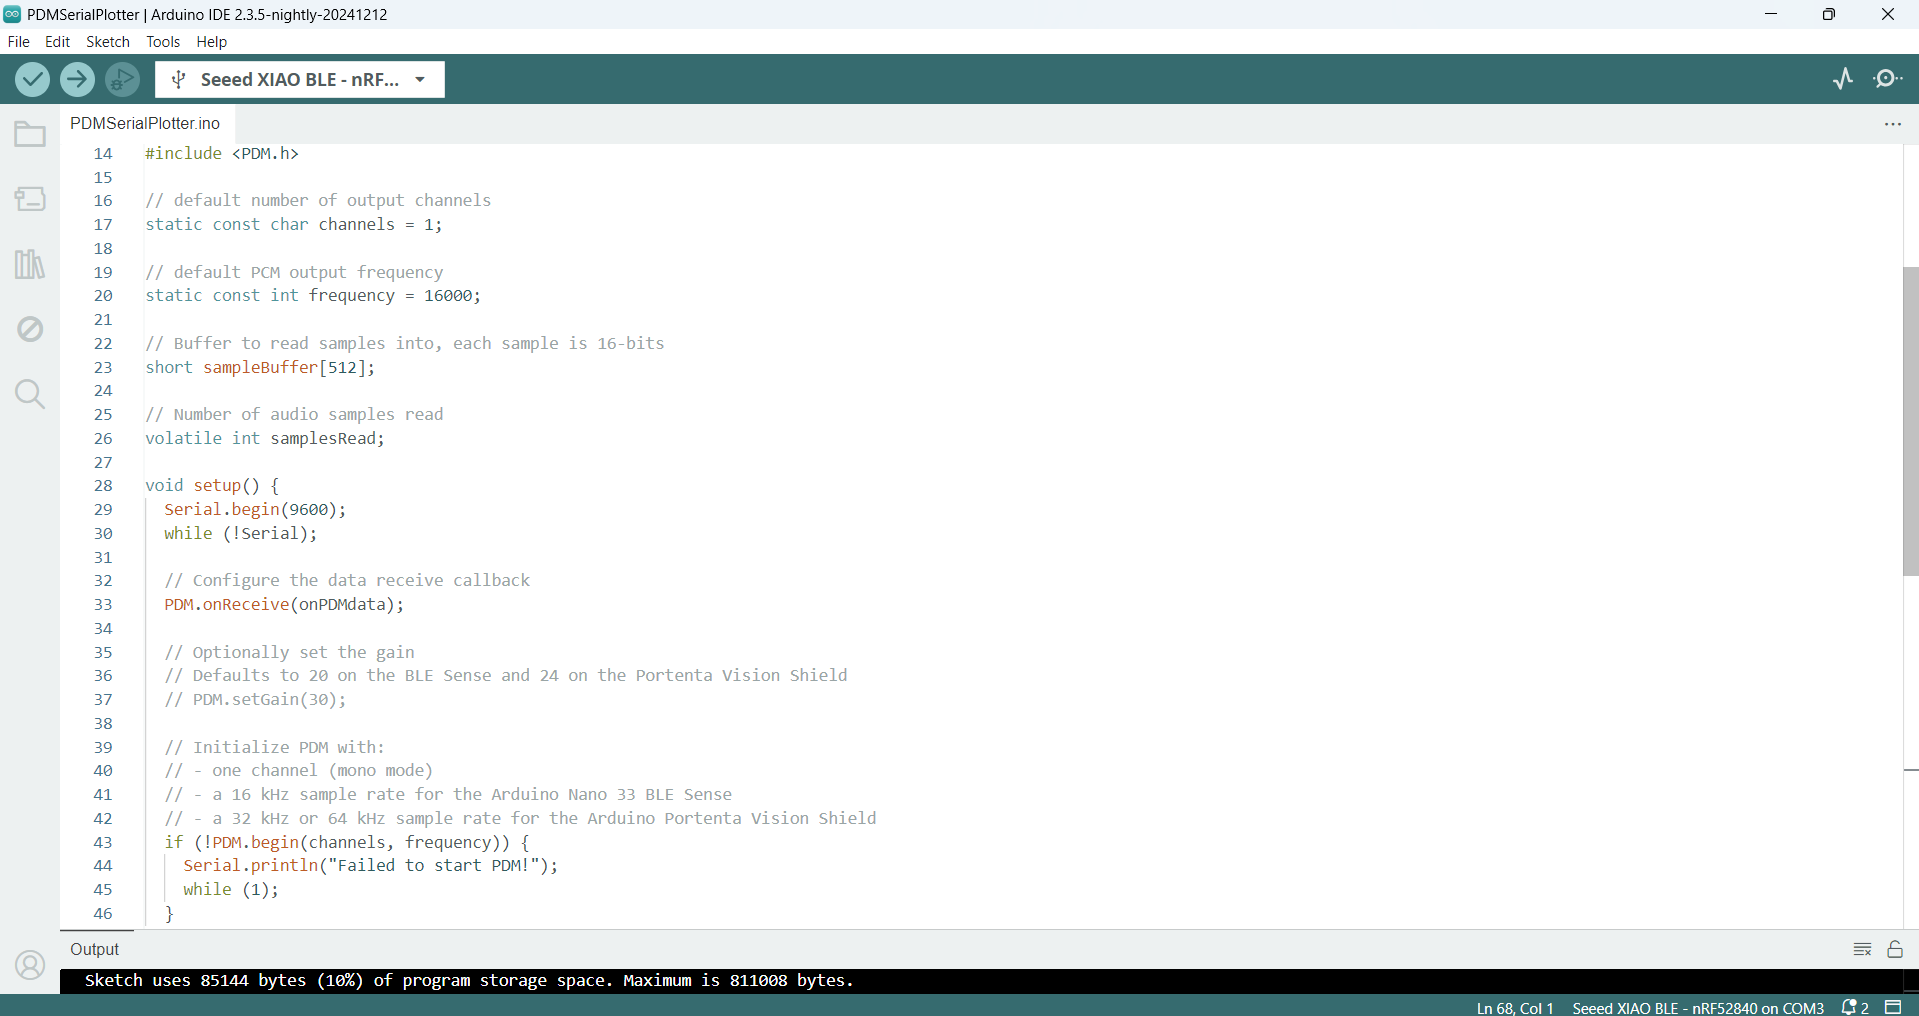 PDMSerialPlotter | Arduino IDE 2.3.5-nightly-20241212
File Edit Sketch Tools Help
Seeed XIAO BLE - nRF...
PDMSerialPlotter.ino
14 #include <PDM.h>
15
16 // default number of output channels
17 static const char channels = 1;
18
19 // default PCM output frequency
20 static const int frequency = 16000;
21
22 // Buffer to read samples into, each sample is 16-bits
23 short sampleBuffer[512];
24
25 // Number of audio samples read
26 volatile int samplesRead;
27
28 void setup() {
29 Serial.begin(9600);
30 while (!Serial);
31
32 // Configure the data receive callback
33 PDM.onReceive(onPDMdata);
34
35 // Optionally set the gain
36 // Defaults to 20 on the BLE Sense and 24 on the Portenta Vision Shield
37 // PDM.setGain(30);
38
39 // Initialize PDM with:
40 // - one channel (mono mode)
41 // - a 16 kHz sample rate for the Arduino Nano 33 BLE Sense
42 // - a 32 kHz or 64 kHz sample rate for the Arduino Portenta Vision Shield
43 if (!PDM.begin(channels, frequency)) {
44 Serial.println("Failed to start PDM!");
45 while (1);
46 }
Output
Sketch uses 85144 bytes (10%) of program storage space. Maximum is 811008 bytes.
Ln 68, Col 1 Seeed XIAO BLE - nRF52840 on COM3 2